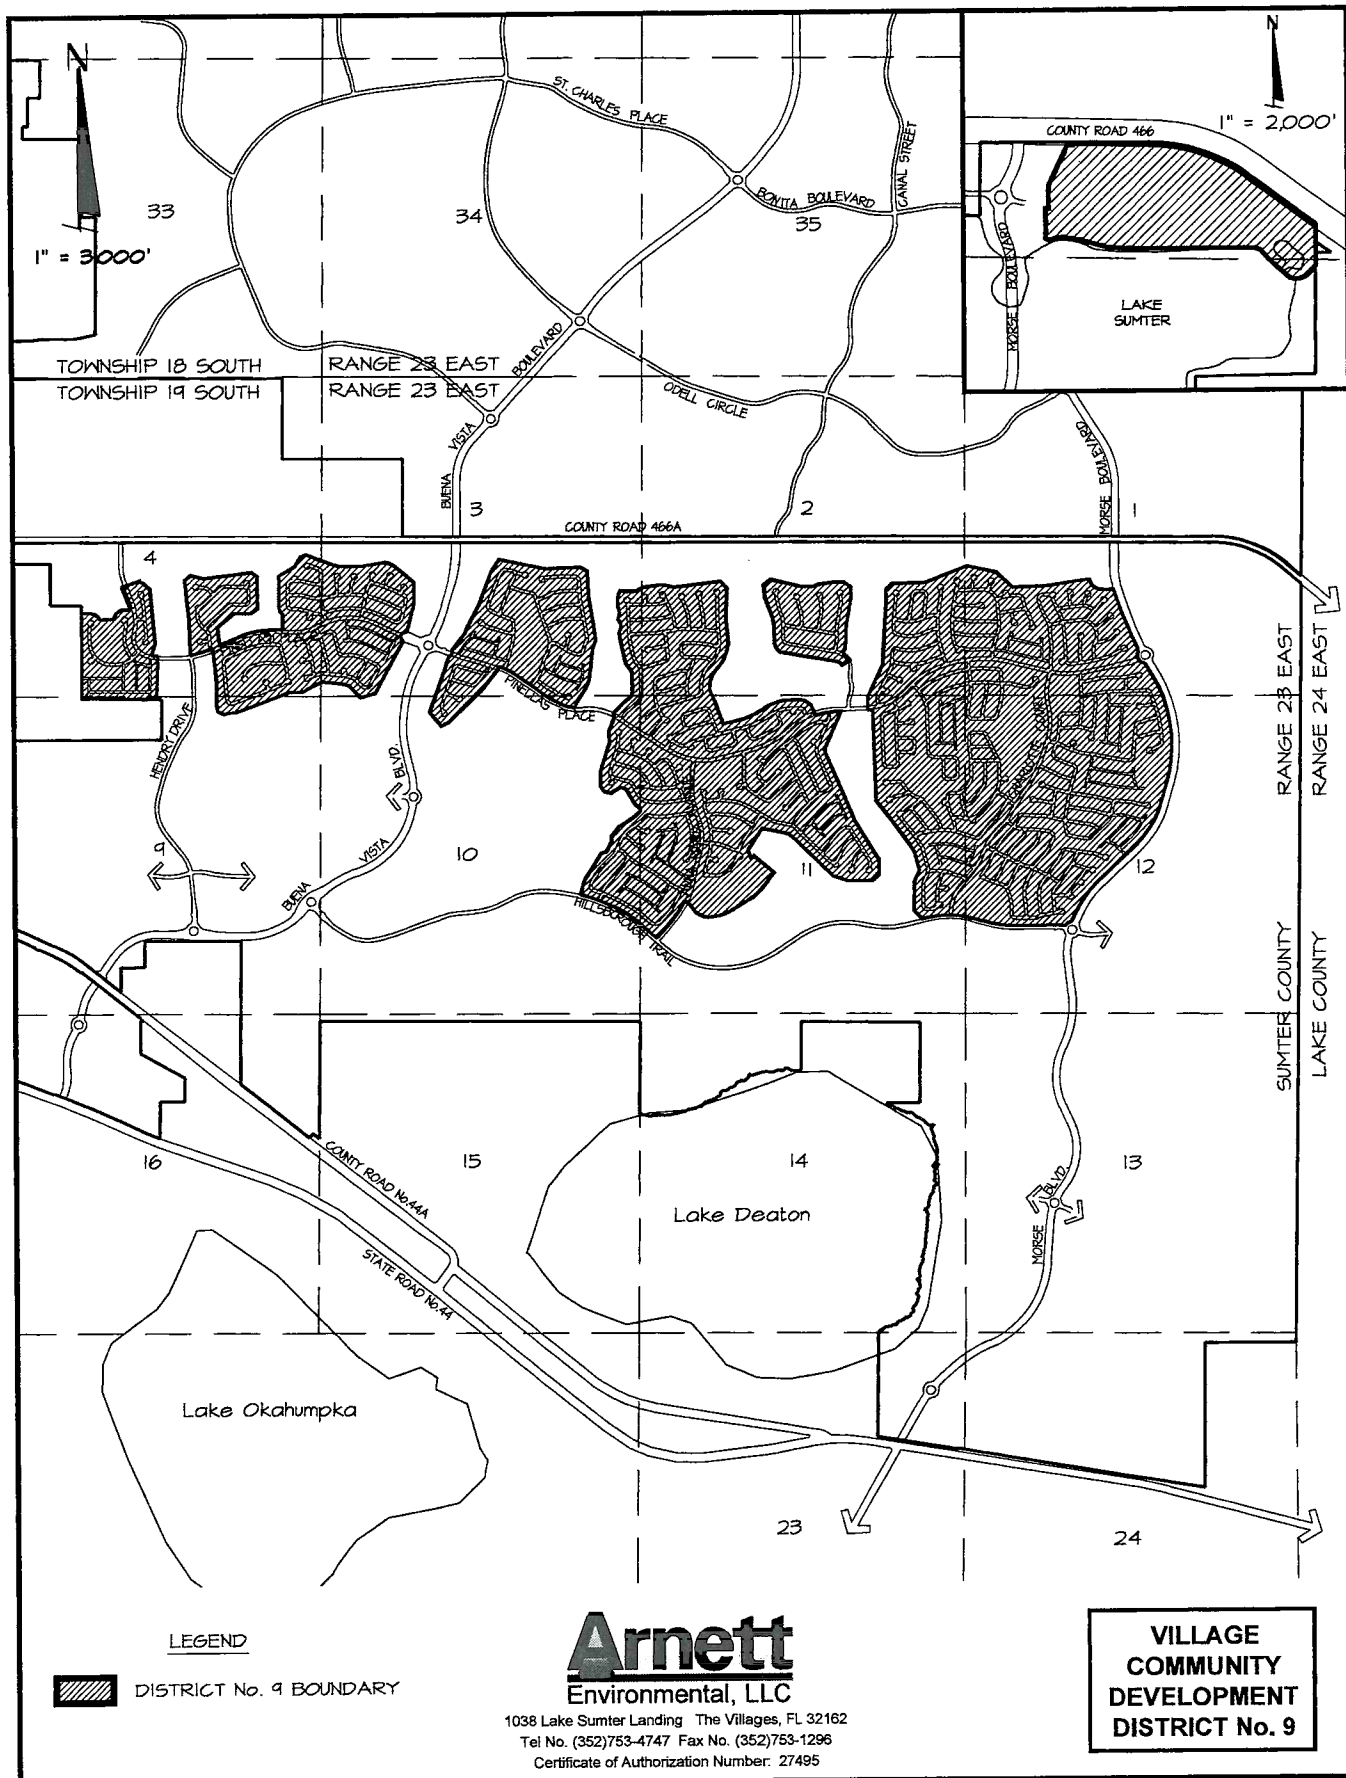 N
1" = 3000'
33
34
35
ST. CHARLES PLACE
BONITA BOULEVARD
CANAL STREET
N
1" = 2,000'
COUNTY ROAD 466
MORSE BOULEVARD
LAKE
SUMTER
TOWNSHIP 18 SOUTH
RANGE 23 EAST
TOWNSHIP 19 SOUTH
RANGE 23 EAST
BUENA VISTA BOULEVARD
ODELL CIRCLE
MORSE BOULEVARD
3
2
1
COUNTY ROAD 466A
4
RANGE 23 EAST
RANGE 24 EAST
PINELLAS PLACE
HENDRY DRIVE
BUENA VISTA BLVD.
9
10
11
12
HILLSBOROUGH TRAIL
SUMTER COUNTY
LAKE COUNTY
16
15
14
13
COUNTY ROAD No.44A
STATE ROAD No.44
Lake Deaton
MORSE BLVD.
Lake Okahumpka
23
24
LEGEND
DISTRICT No. 9 BOUNDARY
Arnett
Environmental, LLC
1038 Lake Sumter Landing The Villages, FL 32162
Tel No. (352)753-4747 Fax No. (352)753-1296
Certificate of Authorization Number: 27495
VILLAGE
COMMUNITY
DEVELOPMENT
DISTRICT No. 9